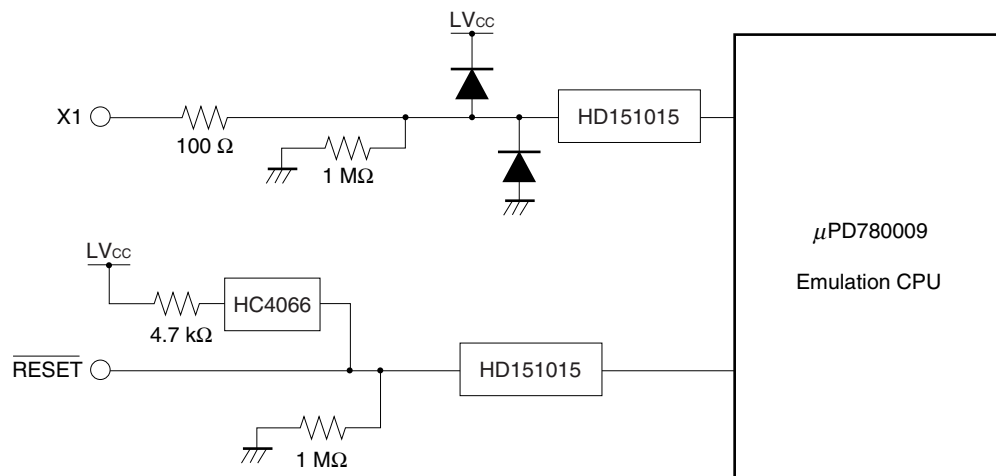 LVCC
X1
HD151015
100 Ω
1 MΩ
μPD780009
Emulation CPU
LVCC
HC4066
4.7 kΩ
RESET
HD151015
1 MΩ